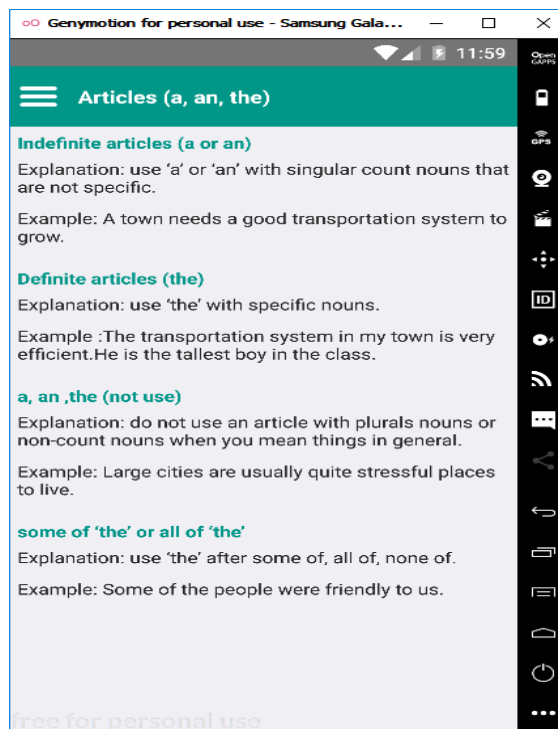 Genymotion for personal use - Samsung Gala...
11:59
Open
GAPPS
Articles (a, an, the)
GPS
Indefinite articles (a or an)
Explanation: use ‘a’ or ‘an’ with singular count nouns that
are not specific.
Example: A town needs a good transportation system to
grow.
Definite articles (the)
Explanation: use ‘the’ with specific nouns.
ID
Example :The transportation system in my town is very
efficient.He is the tallest boy in the class.
a, an ,the (not use)
Explanation: do not use an article with plurals nouns or
non-count nouns when you mean things in general.
Example: Large cities are usually quite stressful places
to live.
some of ‘the’ or all of ‘the’
Explanation: use ‘the’ after some of, all of, none of.
Example: Some of the people were friendly to us.
free for personal use